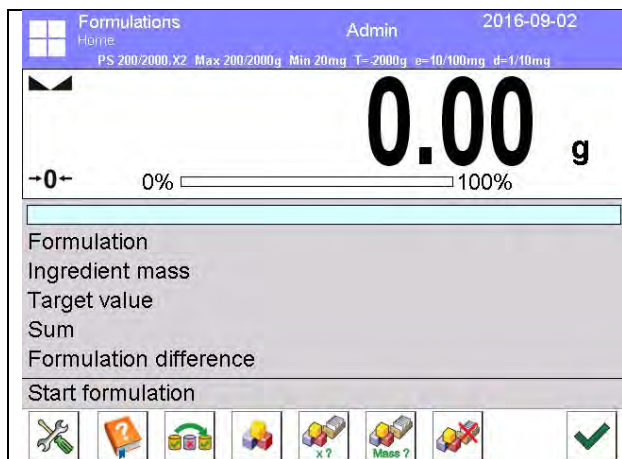 Formulations Admin 2016-09-02
Home
PS 200/2000.X2 Max 200/2000g Min 20mg T=-2000g e=10/100mg d=1/10mg
0.00 g
→0← 0% 100%
Formulation
Ingredient mass
Target value
Sum
Formulation difference
Start formulation
? x ? Mass ?